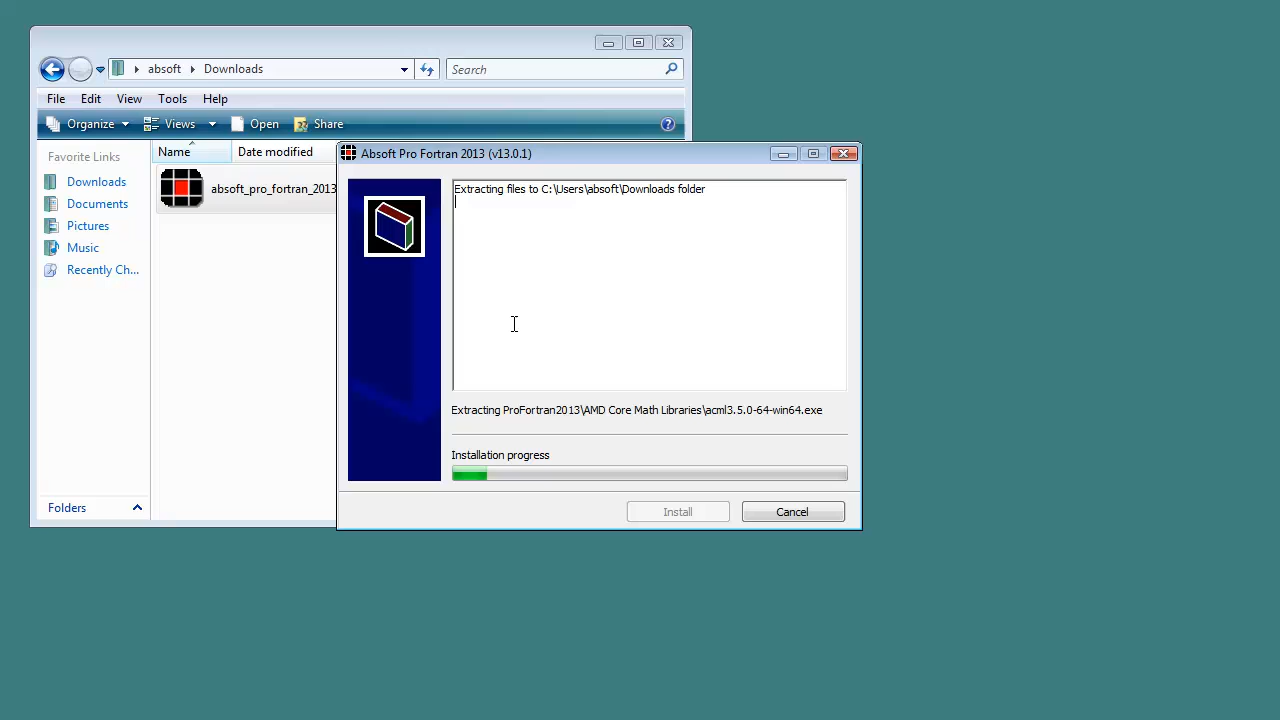 absoft Downloads
Search
File Edit View Tools Help
Organize Views Open Share
Favorite Links
Downloads
Documents
Pictures
Music
Recently Ch...
Folders
Name Date modified
absoft_pro_fortran_2013
Absoft Pro Fortran 2013 (v13.0.1)
Extracting files to C:\Users\absoft\Downloads folder
Extracting ProFortran2013\AMD Core Math Libraries\acml3.5.0-64-win64.exe
Installation progress
Install Cancel